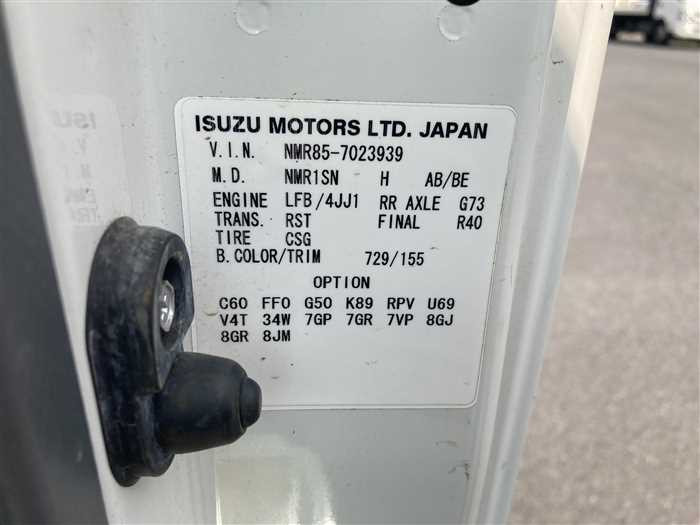 ISUZU MOTORS LTD. JAPAN
V.I.N. NMR85-7023939
M.D. NMR1SN H AB/BE
ENGINE LFB/4JJ1 RR AXLE G73
TRANS. RST FINAL R40
TIRE CSG
B.COLOR/TRIM 729/155
OPTION
C60 FF0 G50 K89 RPV U69
V4T 34W 7GP 7GR 7VP 8GJ
8GR 8JM